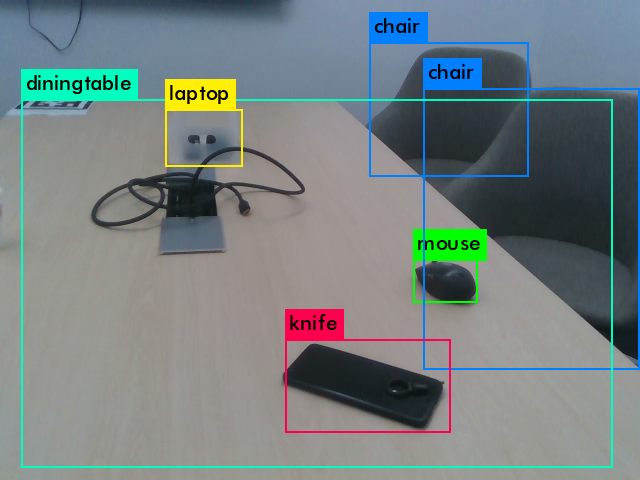 chair
chair
diningtable
laptop
mouse
knife